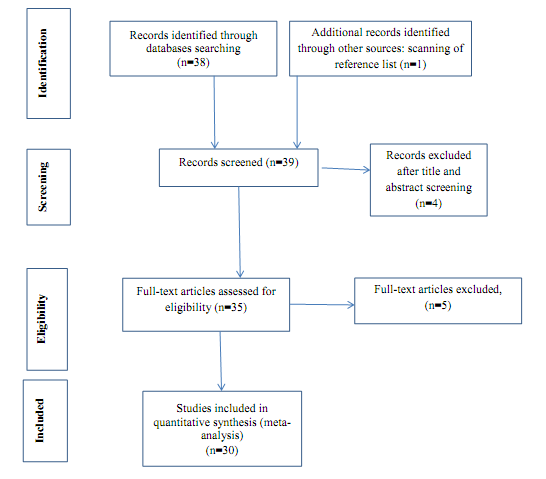 Identification
Records identified through
databases searching
(n=38)
Additional records identified
through other sources: scanning of
reference list (n=1)
Screening
Records screened (n=39)
Records excluded
after title and
abstract screening
(n=4)
Eligibility
Full-text articles assessed for
eligibility (n=35)
Full-text articles excluded,
(n=5)
Included
Studies included in
quantitative synthesis (meta-
analysis)
(n=30)